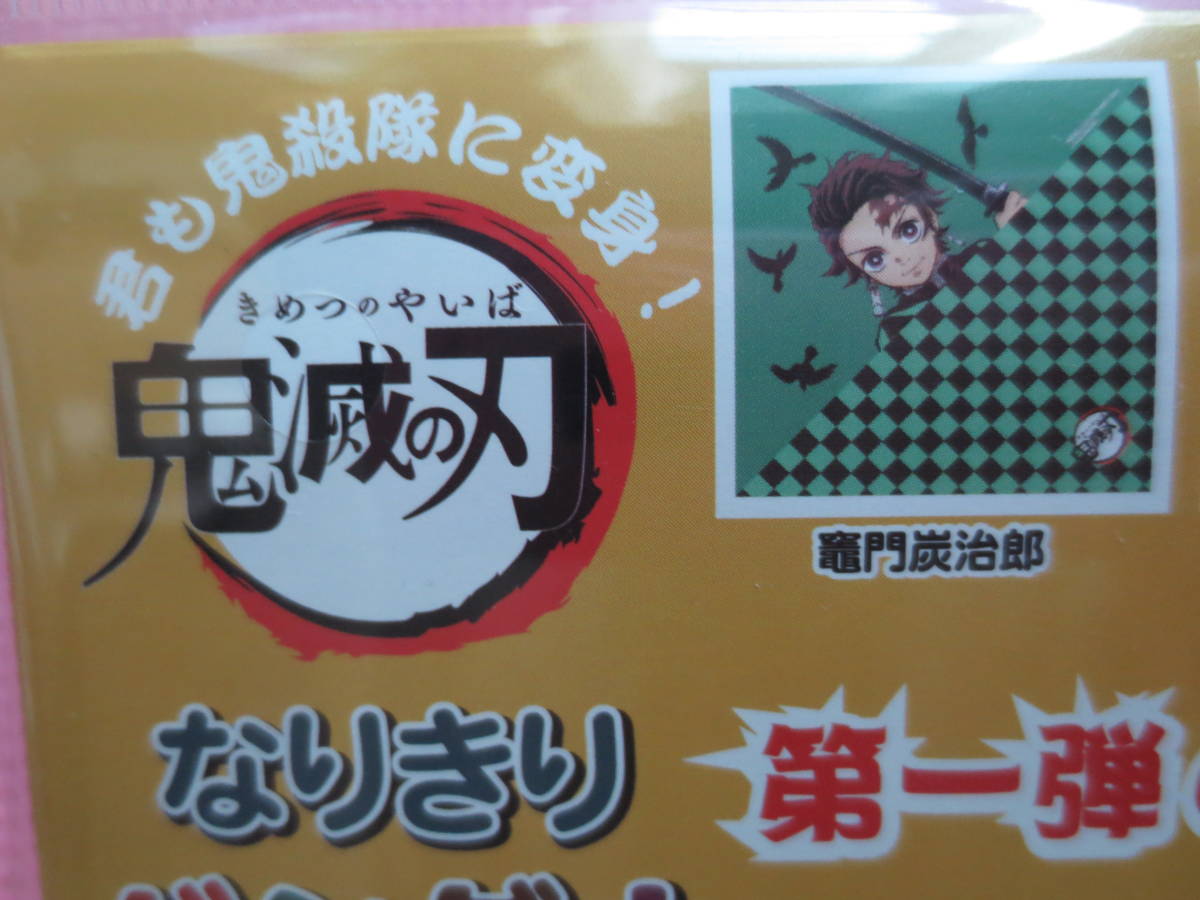 君も鬼殺隊に変身!
きめつのやいば
鬼滅の刃
竈門炭治郎
なりきり
第一弾